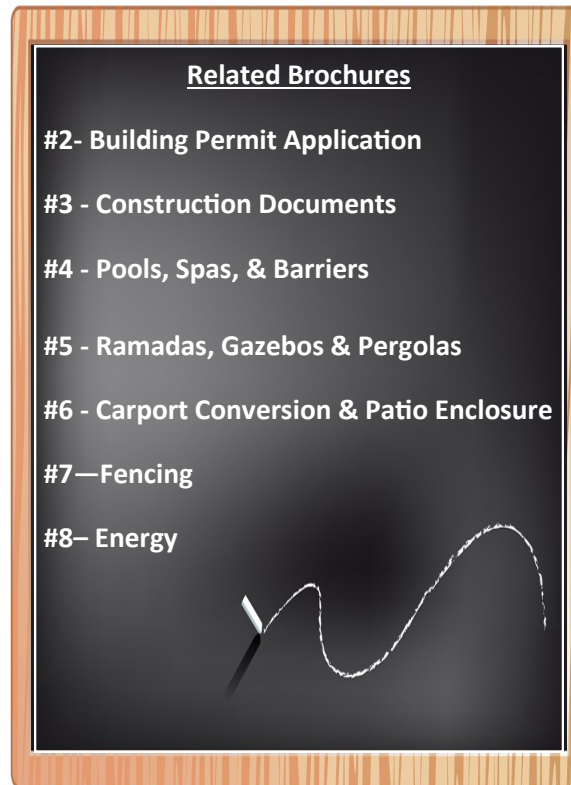 Related Brochures
#2- Building Permit Application
#3 - Construction Documents
#4 - Pools, Spas, & Barriers
#5 - Ramadas, Gazebos & Pergolas
#6 - Carport Conversion & Patio Enclosure
#7—Fencing
#8– Energy